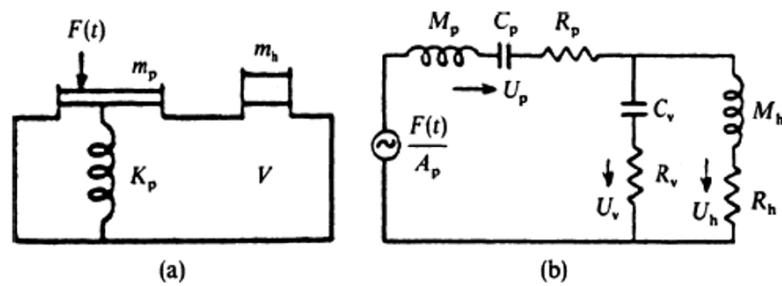 F(t)
m_p
m_h
K_p
V
(a)
M_p
C_p
R_p
U_p
F(t)
A_p
C_v
R_v
U_v
M_h
U_h
R_h
(b)